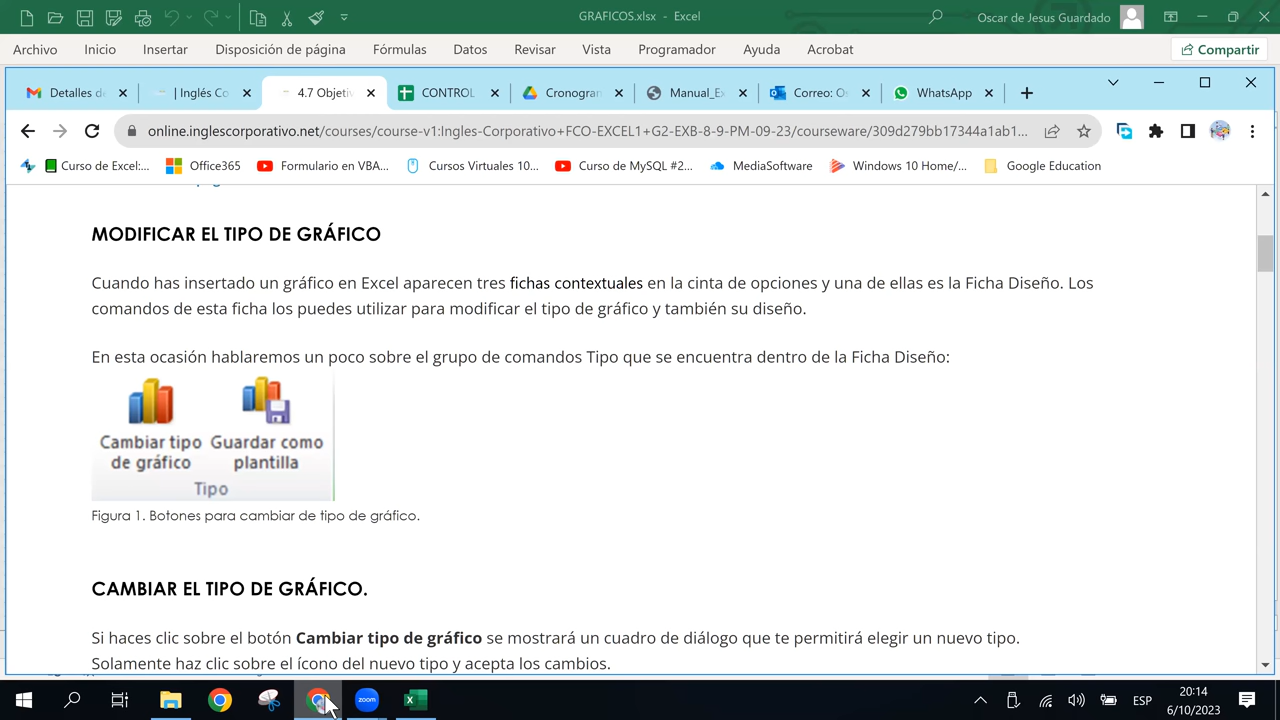 GRAFICOS.xlsx - Excel
Oscar de Jesus Guardado
Archivo Inicio Insertar Disposición de página Fórmulas Datos Revisar Vista Programador Ayuda Acrobat Compartir
Detalles de | Inglés Co 4.7 Objeti CONTROL Cronogram Manual_Ex Correo: Os WhatsApp
online.inglescorporativo.net/courses/course-v1:Ingles-Corporativo+FCO-EXCEL1+G2-EXB-8-9-PM-09-23/courseware/309d279bb17344a1ab1...
Curso de Excel:... Office365 Formulario en VBA... Cursos Virtuales 10... Curso de MySQL #2... MediaSoftware Windows 10 Home/... Google Education
MODIFICAR EL TIPO DE GRÁFICO
Cuando has insertado un gráfico en Excel aparecen tres fichas contextuales en la cinta de opciones y una de ellas es la Ficha Diseño. Los
comandos de esta ficha los puedes utilizar para modificar el tipo de gráfico y también su diseño.
En esta ocasión hablaremos un poco sobre el grupo de comandos Tipo que se encuentra dentro de la Ficha Diseño:
Cambiar tipo Guardar como
de gráfico plantilla
Tipo
Figura 1. Botones para cambiar de tipo de gráfico.
CAMBIAR EL TIPO DE GRÁFICO.
Si haces clic sobre el botón Cambiar tipo de gráfico se mostrará un cuadro de diálogo que te permitirá elegir un nuevo tipo.
Solamente haz clic sobre el ícono del nuevo tipo y acepta los cambios.
zoom
ESP
20:14
6/10/2023